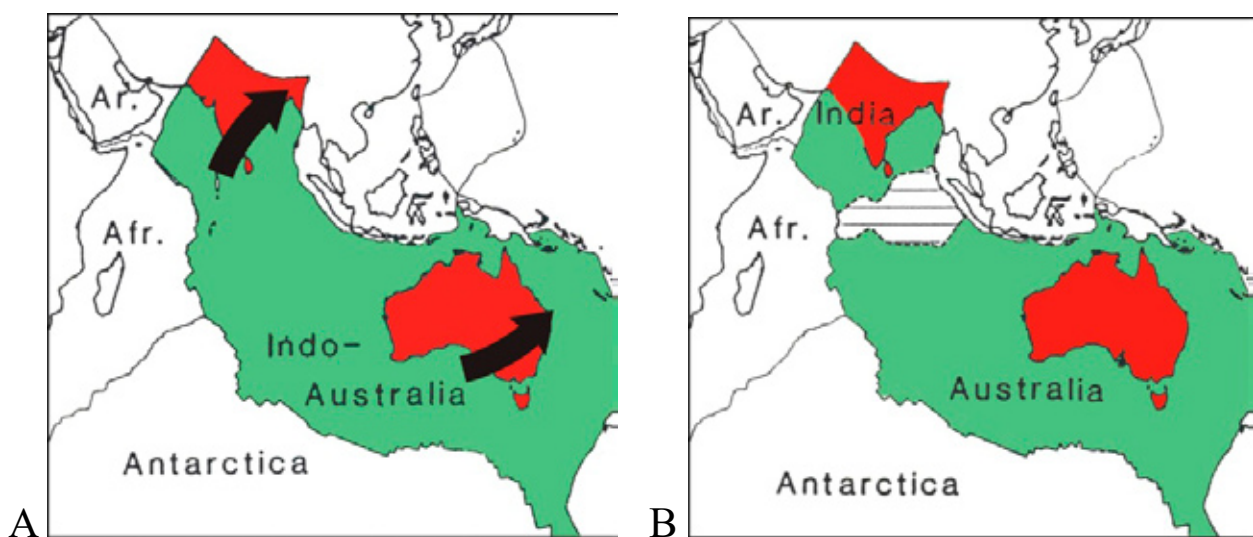 Ar.
Afr.
Indo-
Australia
Antarctica
A
Ar.
India
Afr.
Australia
Antarctica
B